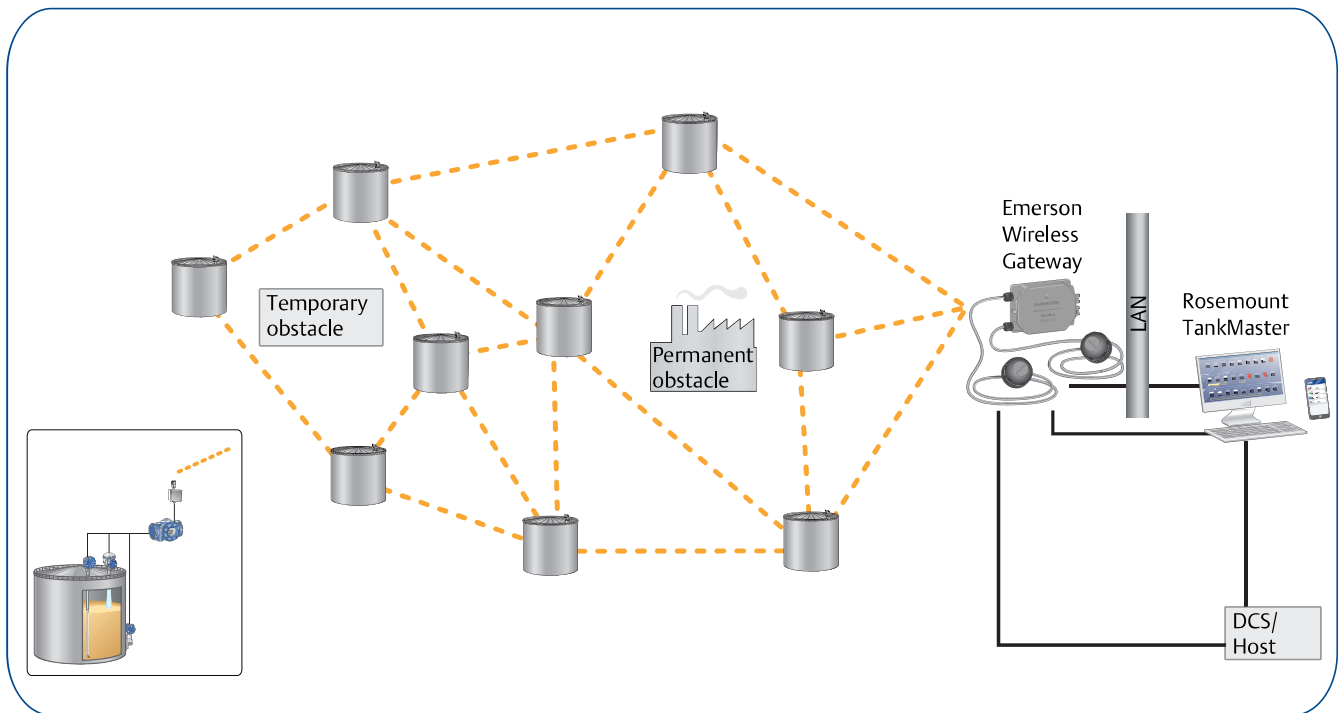 Emerson
Wireless
Gateway
Temporary
obstacle
Permanent
obstacle
LAN
Rosemount
TankMaster
DCS/
Host